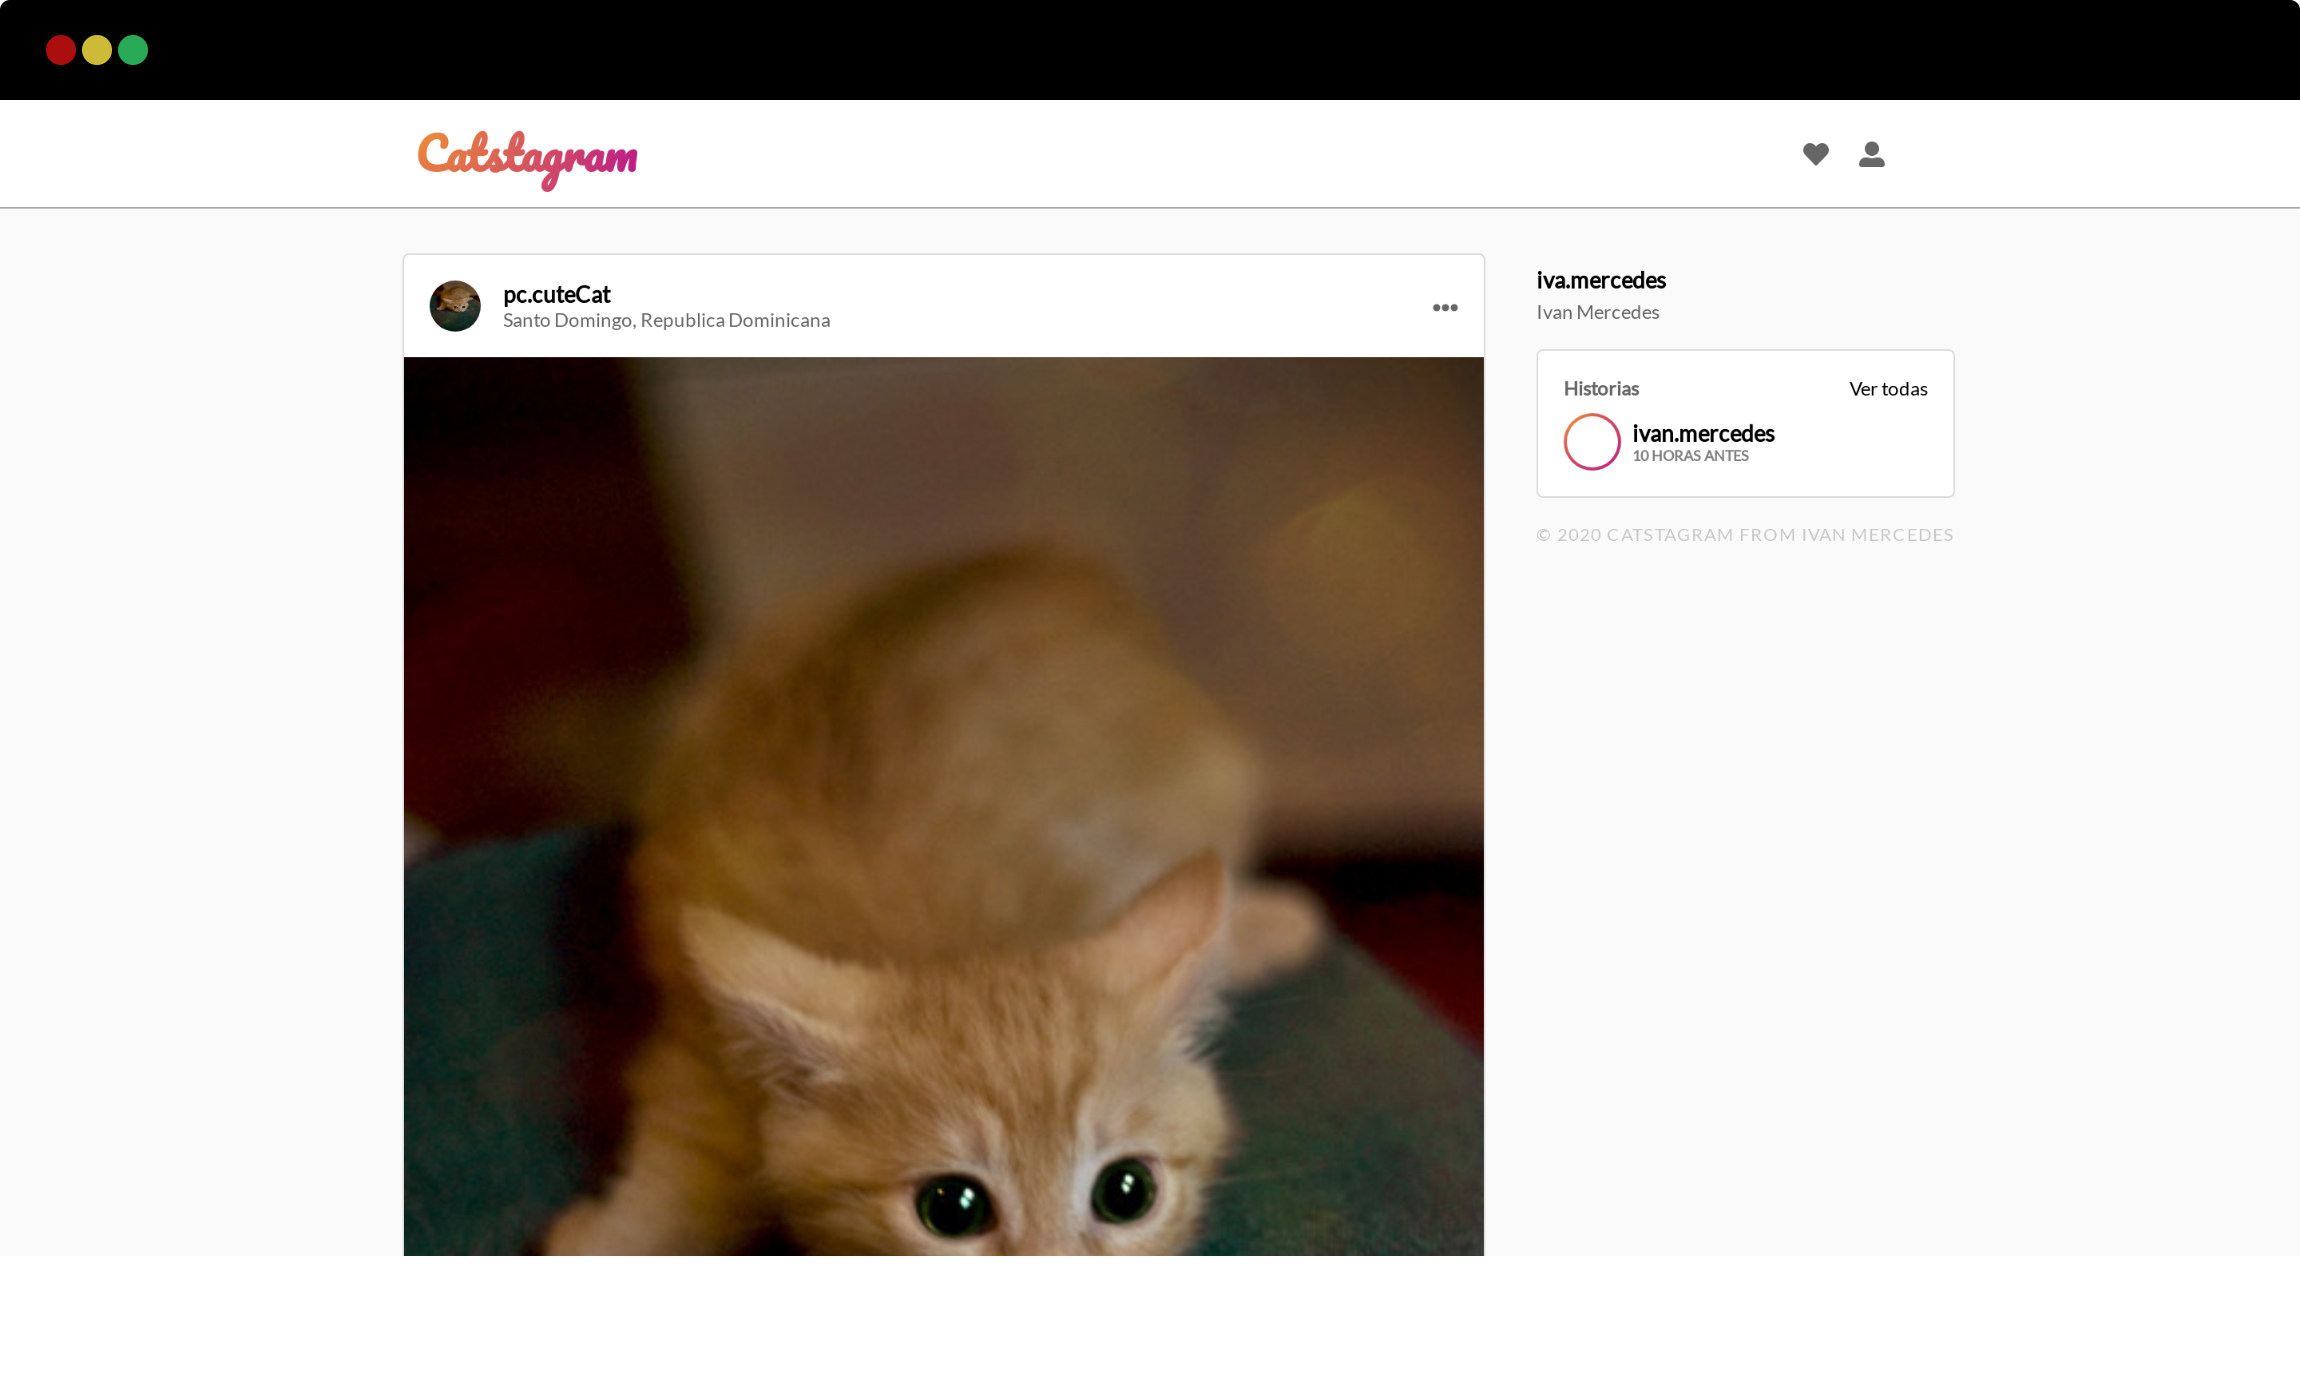 Catstagram
pc.cuteCat
Santo Domingo, Republica Dominicana
iva.mercedes
Ivan Mercedes
Historias
Ver todas
ivan.mercedes
10 HORAS ANTES
© 2020 CATSTAGRAM FROM IVAN MERCEDES